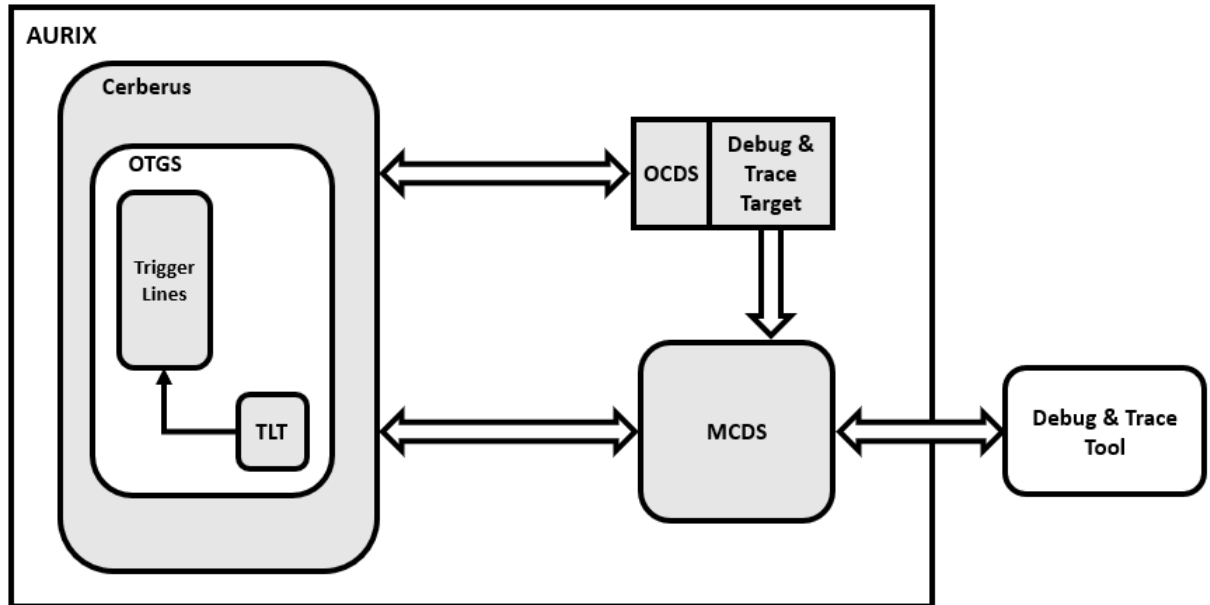 AURIX
Cerberus
OTGS
Trigger
Lines
TLT
OCDS
Debug &
Trace
Target
MCDS
Debug & Trace
Tool